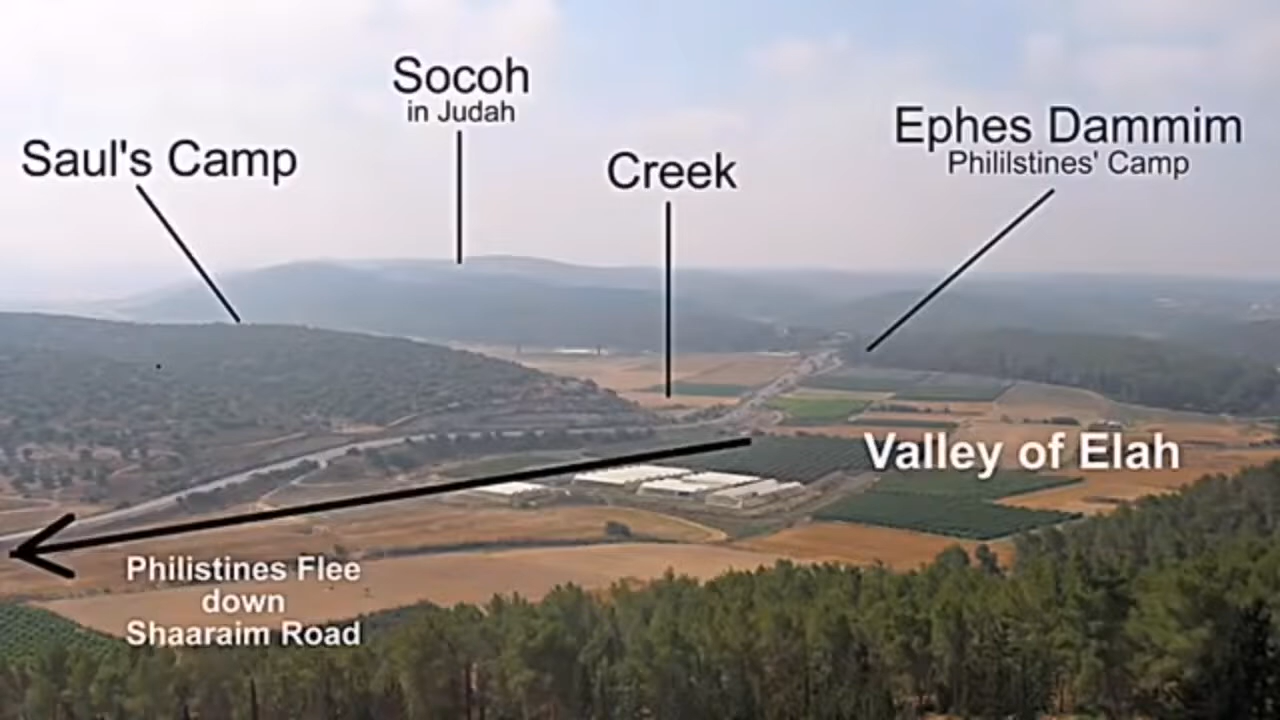 Socoh
in Judah
Saul's Camp
Creek
Ephes Dammim
Phililstines' Camp
Valley of Elah
Philistines Flee
down
Shaaraim Road